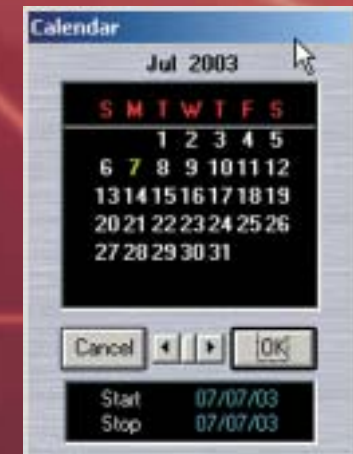 Calendar
Jul 2003
S M T W T F S
1 2 3 4 5
6 7 8 9 10 11 12
13 14 15 16 17 18 19
20 21 22 23 24 25 26
27 28 29 30 31
Cancel OK
Start 07/07/03
Stop 07/07/03